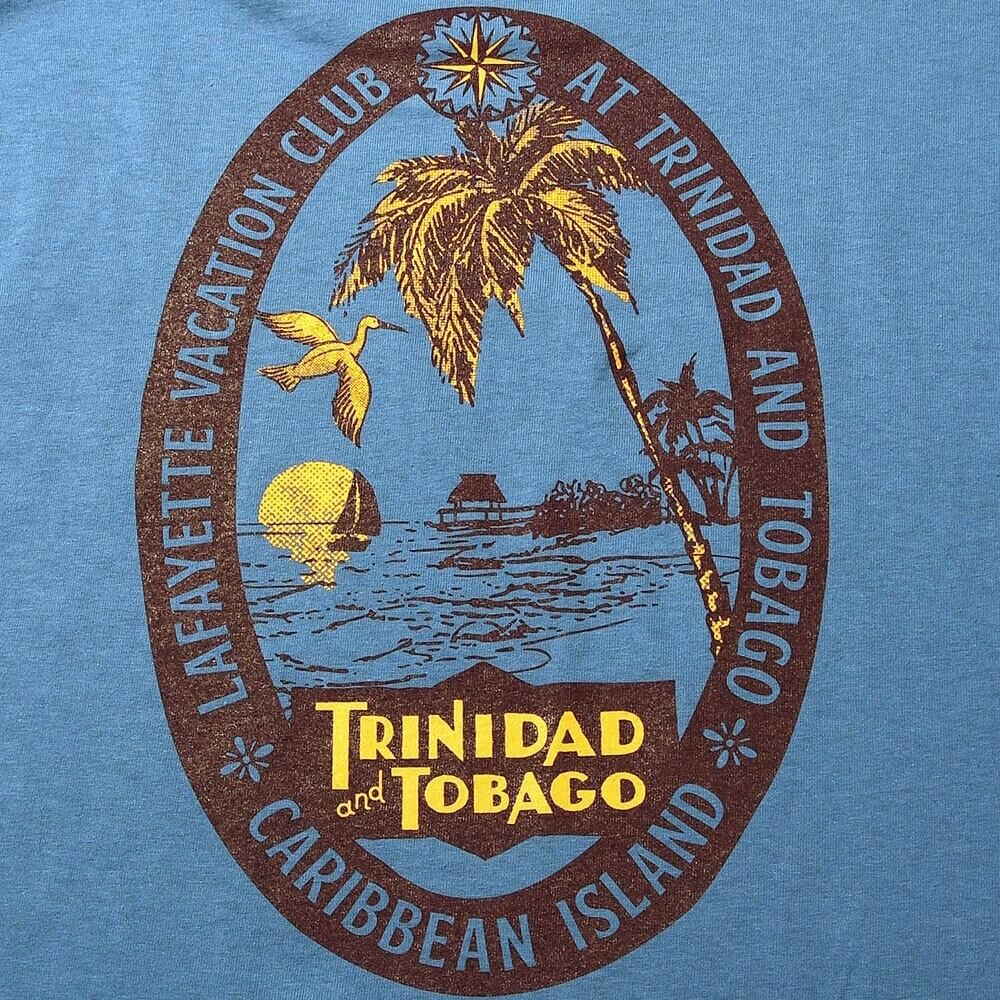 LAFAYETTE VACATION CLUB
AT TRINIDAD AND TOBAGO
TRINIDAD
and TOBAGO
CARIBBEAN ISLAND